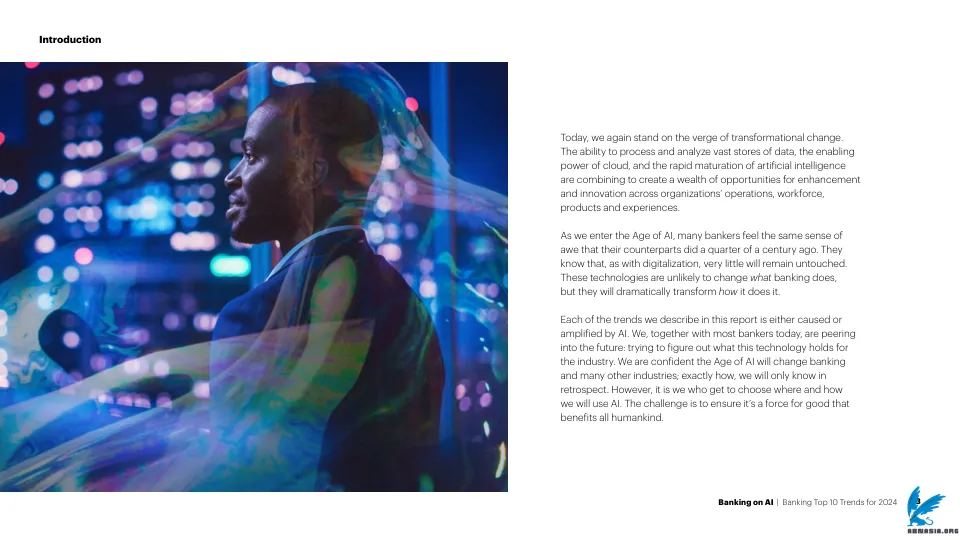 Introduction
Today, we again stand on the verge of transformational change.
The ability to process and analyze vast stores of data, the enabling
power of cloud, and the rapid maturation of artificial intelligence
are combining to create a wealth of opportunities for enhancement
and innovation across organizations’ operations, workforce,
products and experiences.
As we enter the Age of AI, many bankers feel the same sense of
awe that their counterparts did a quarter of a century ago. They
know that, as with digitalization, very little will remain untouched.
These technologies are unlikely to change what banking does,
but they will dramatically transform how it does it.
Each of the trends we describe in this report is either caused or
amplified by AI. We, together with most bankers today, are peering
into the future: trying to figure out what this technology holds for
the industry. We are confident the Age of AI will change banking
and many other industries; exactly how, we will only know in
retrospect. However, it is we who get to choose where and how
we will use AI. The challenge is to ensure it’s a force for good that
benefits all humankind.
Banking on AI | Banking Top 10 Trends for 2024 3
ABNASIA.ORG